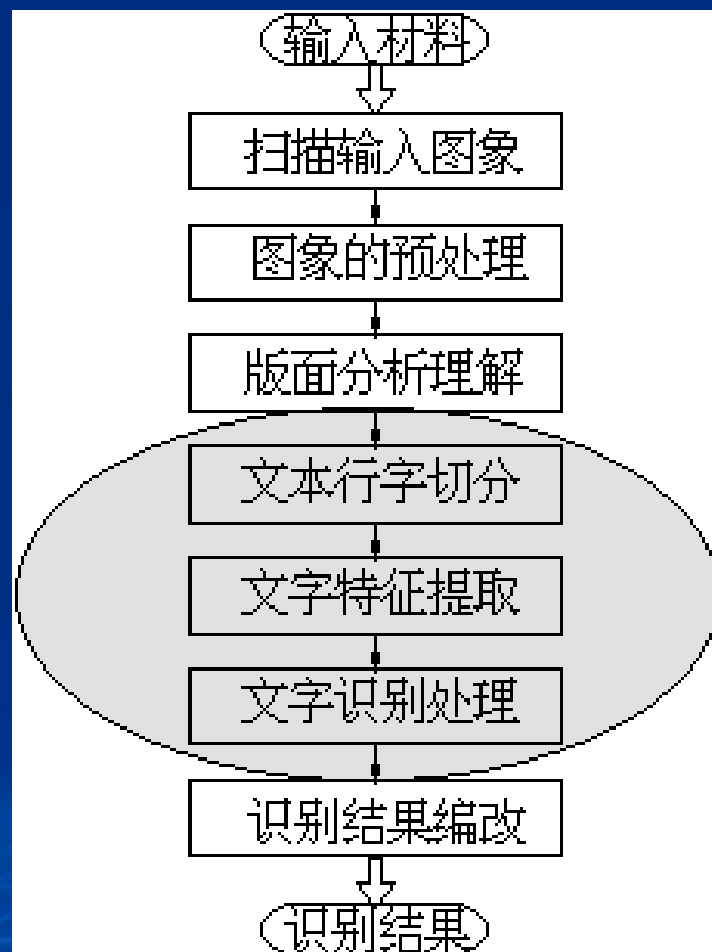 输入材料
扫描输入图象
图象的预处理
版面分析理解
文本行字切分
文字特征提取
文字识别处理
识别结果编改
识别结果